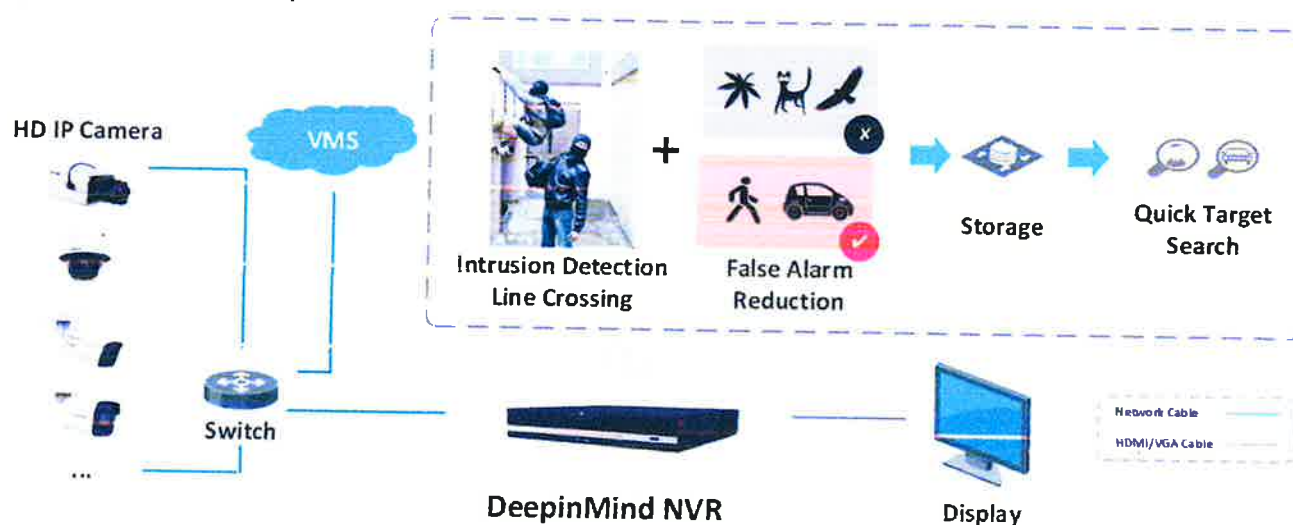 HD IP Camera
VMS
Intrusion Detection
Line Crossing
+
False Alarm
Reduction
Storage
Quick Target
Search
Switch
...
DeepinMind NVR
Display
Network Cable
HDMI/VGA Cable